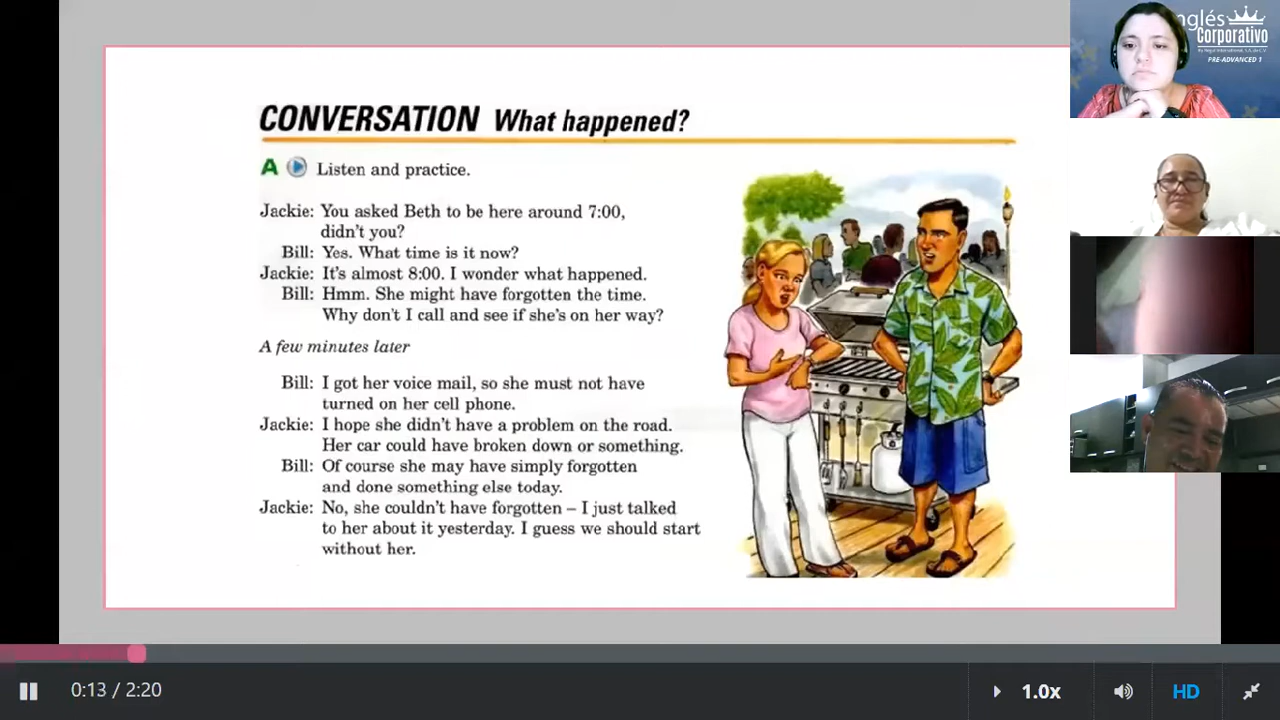 CONVERSATION What happened?
A Listen and practice.
Jackie: You asked Beth to be here around 7:00,
didn't you?
Bill: Yes. What time is it now?
Jackie: It's almost 8:00. I wonder what happened.
Bill: Hmm. She might have forgotten the time.
Why don't I call and see if she's on her way?
A few minutes later
Bill: I got her voice mail, so she must not have
turned on her cell phone.
Jackie: I hope she didn't have a problem on the road.
Her car could have broken down or something.
Bill: Of course she may have simply forgotten
and done something else today.
Jackie: No, she couldn't have forgotten – I just talked
to her about it yesterday. I guess we should start
without her.
nglés
Corporativo
PRE-ADVANCED 1
0:13 / 2:20
1.0x
HD